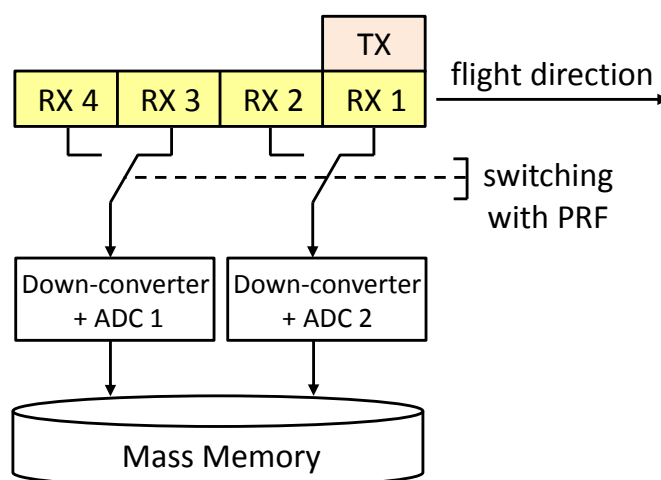 TX
flight direction
RX 4 RX 3 RX 2 RX 1
switching
with PRF
Down-converter
+ ADC 1
Down-converter
+ ADC 2
Mass Memory